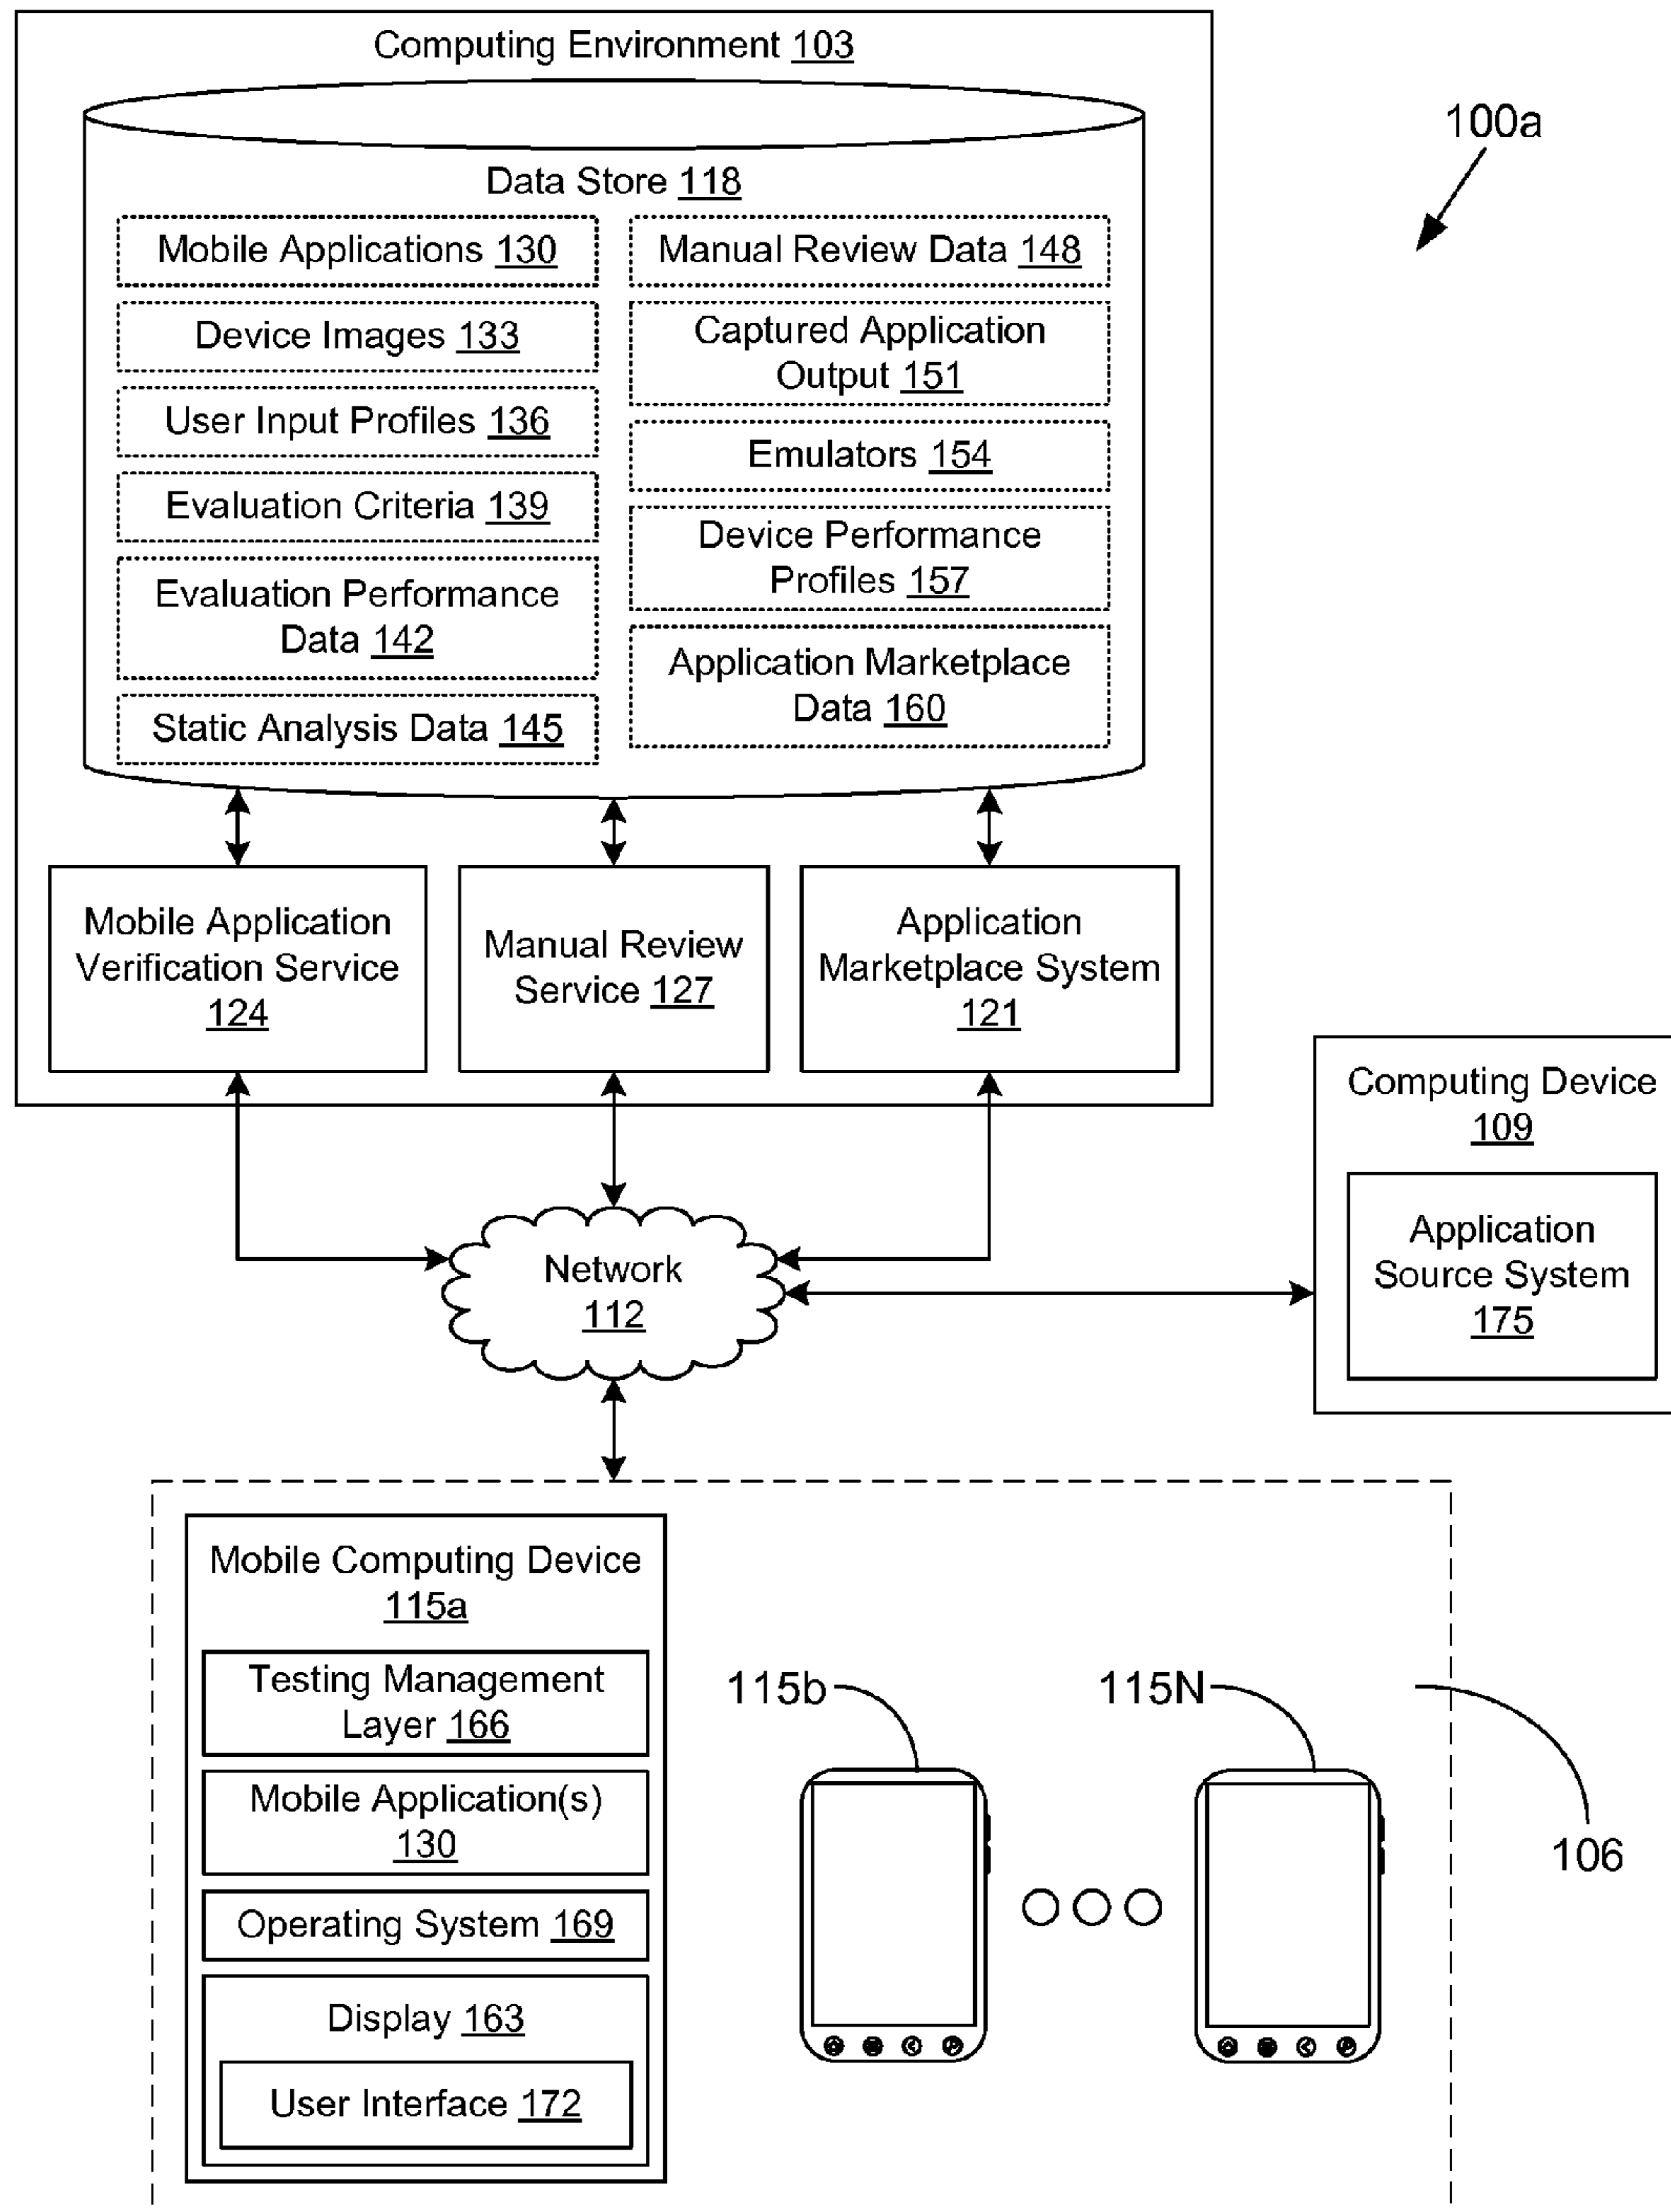 Computing Environment 103
100a
Data Store 118
Mobile Applications 130
Device Images 133
User Input Profiles 136
Evaluation Criteria 139
Evaluation Performance
Data 142
Static Analysis Data 145
Manual Review Data 148
Captured Application
Output 151
Emulators 154
Device Performance
Profiles 157
Application Marketplace
Data 160
Mobile Application
Verification Service
124
Manual Review
Service 127
Application
Marketplace System
121
Computing Device
109
Application
Source System
175
Network
112
Mobile Computing Device
115a
Testing Management
Layer 166
Mobile Application(s)
130
Operating System 169
Display 163
User Interface 172
115b
115N
106